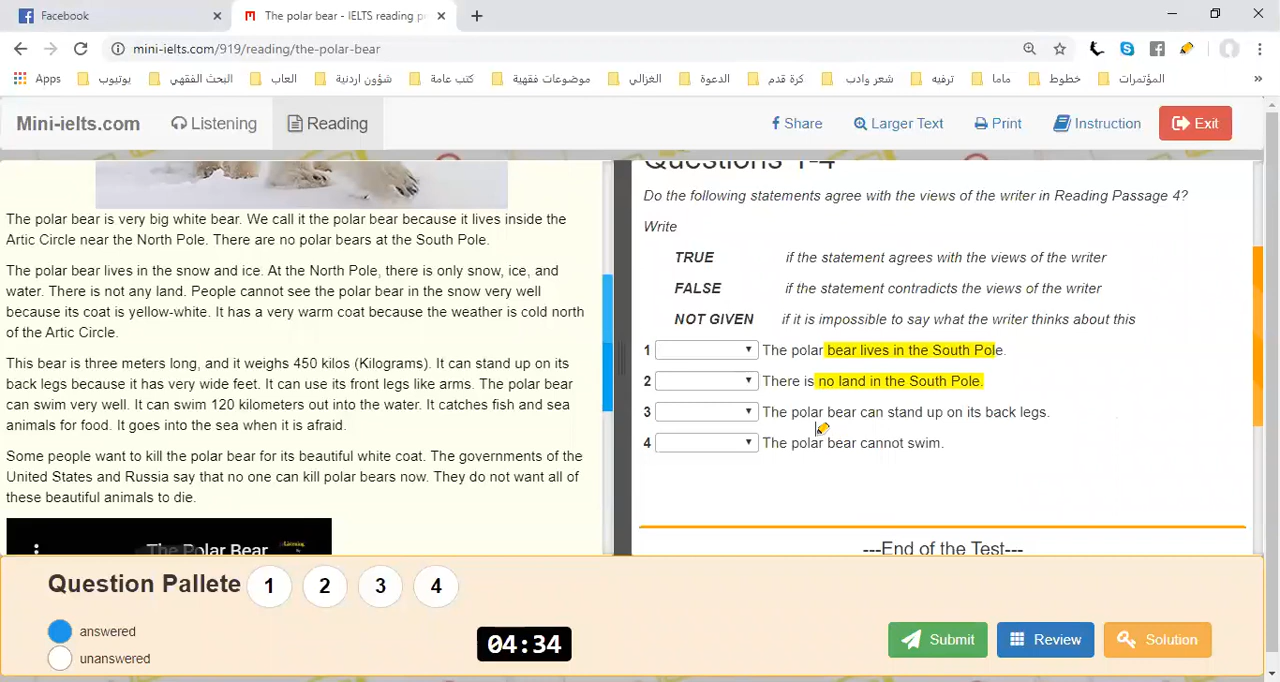 Facebook
The polar bear - IELTS reading p
mini-ielts.com/919/reading/the-polar-bear
Apps يوتيوب البحث الفقهي العاب شؤون اردنية كتب عامة موضوعات فقهية الغزالي الدعوة كرة قدم شعر وادب ترفيه ماما خطوط المؤتمرات »
Mini-ielts.com Listening Reading Share Larger Text Print Instruction Exit
The polar bear is very big white bear. We call it the polar bear because it lives inside the
Artic Circle near the North Pole. There are no polar bears at the South Pole.
The polar bear lives in the snow and ice. At the North Pole, there is only snow, ice, and
water. There is not any land. People cannot see the polar bear in the snow very well
because its coat is yellow-white. It has a very warm coat because the weather is cold north
of the Artic Circle.
This bear is three meters long, and it weighs 450 kilos (Kilograms). It can stand up on its
back legs because it has very wide feet. It can use its front legs like arms. The polar bear
can swim very well. It can swim 120 kilometers out into the water. It catches fish and sea
animals for food. It goes into the sea when it is afraid.
Some people want to kill the polar bear for its beautiful white coat. The governments of the
United States and Russia say that no one can kill polar bears now. They do not want all of
these beautiful animals to die.
The Polar Bear
Listening
Questions 1-4
Do the following statements agree with the views of the writer in Reading Passage 4?
Write
TRUE if the statement agrees with the views of the writer
FALSE if the statement contradicts the views of the writer
NOT GIVEN if it is impossible to say what the writer thinks about this
1 The polar bear lives in the South Pole.
2 There is no land in the South Pole.
3 The polar bear can stand up on its back legs.
4 The polar bear cannot swim.
---End of the Test---
Question Pallete 1 2 3 4
answered
unanswered
04:34
Submit Review Solution